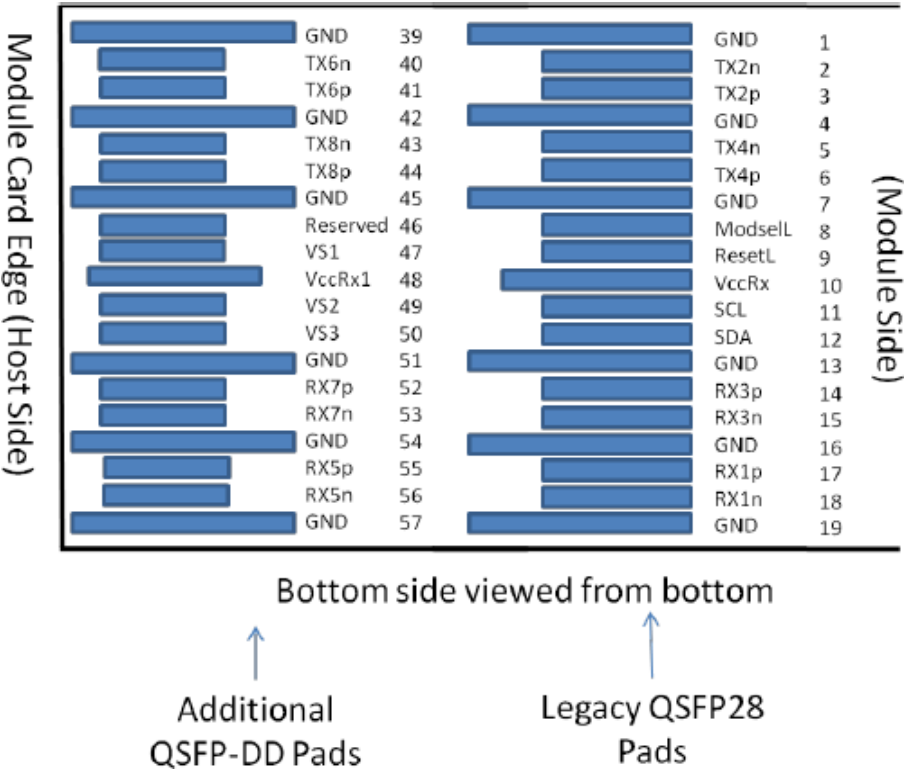 Module Card Edge (Host Side)
GND 39
TX6n 40
TX6p 41
GND 42
TX8n 43
TX8p 44
GND 45
Reserved 46
VS1 47
VccRx1 48
VS2 49
VS3 50
GND 51
RX7p 52
RX7n 53
GND 54
RX5p 55
RX5n 56
GND 57
GND 1
TX2n 2
TX2p 3
GND 4
TX4n 5
TX4p 6
GND 7
ModselL 8
ResetL 9
VccRx 10
SCL 11
SDA 12
GND 13
RX3p 14
RX3n 15
GND 16
RX1p 17
RX1n 18
GND 19
(Module Side)
Bottom side viewed from bottom
Additional
QSFP-DD Pads
Legacy QSFP28
Pads